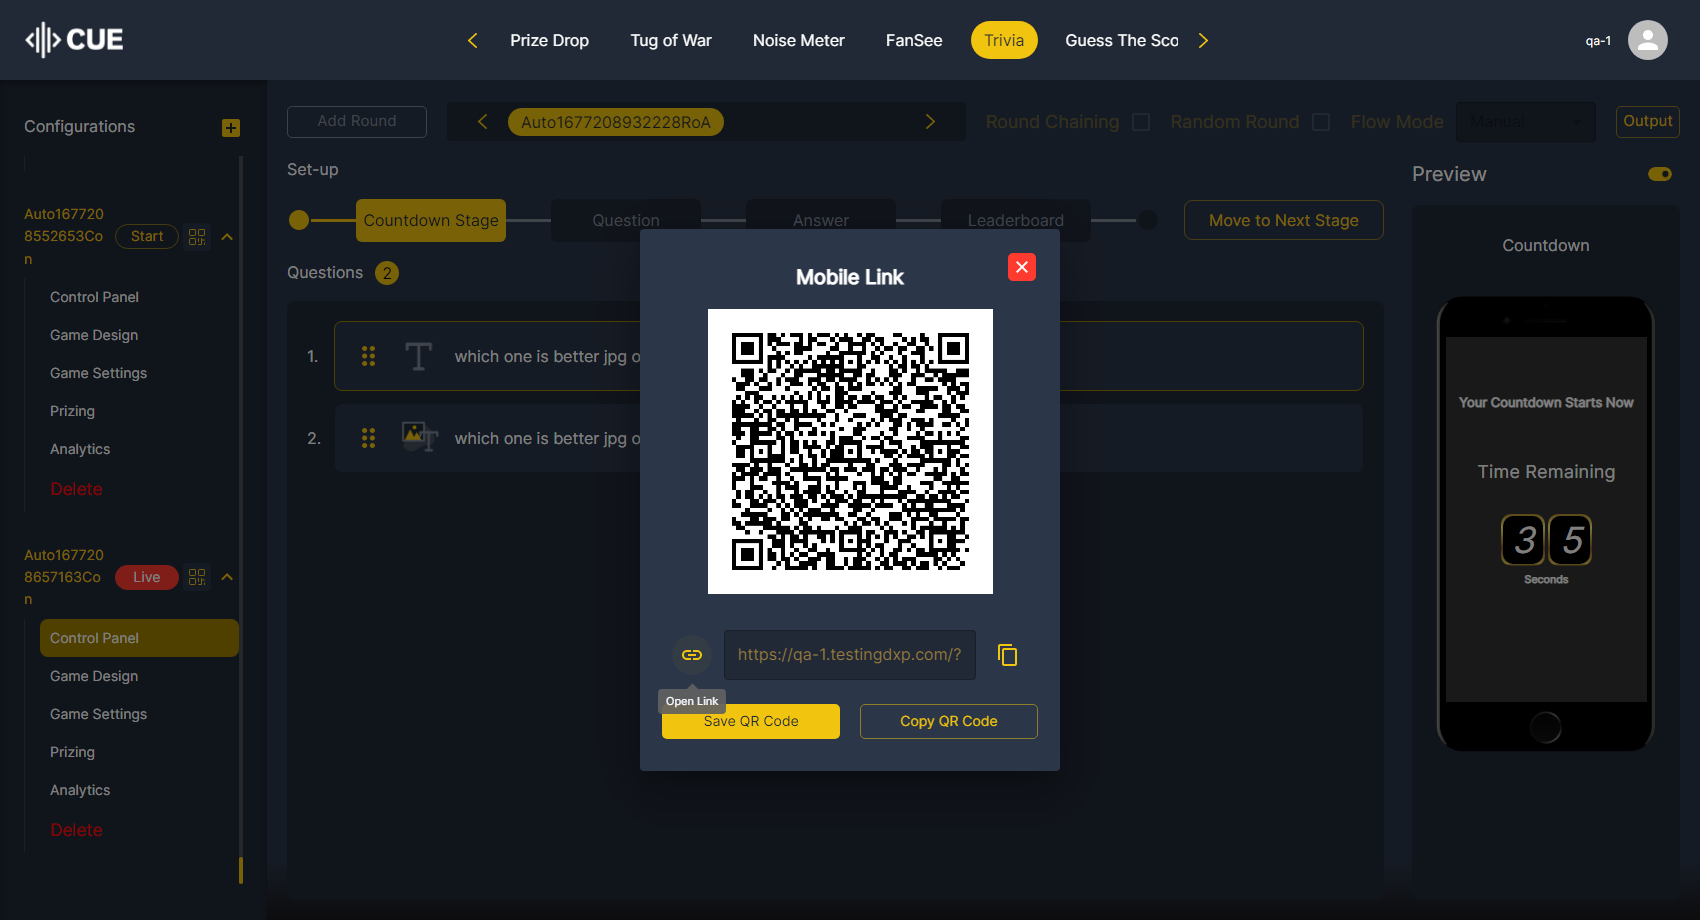 CUE
Prize Drop
Tug of War
Noise Meter
FanSee
Trivia
Guess The Sco
qa-1
Configurations
Auto167720
8552653Co
n
Start
Control Panel
Game Design
Game Settings
Prizing
Analytics
Delete
Auto167720
8657163Co
n
Live
Control Panel
Game Design
Game Settings
Prizing
Analytics
Delete
Add Round
Auto1677208932228RoA
Round Chaining
Random Round
Flow Mode
Manual
Output
Set-up
Countdown Stage
Question
Answer
Leaderboard
Move to Next Stage
Questions 2
1.
which one is better jpg o
2.
which one is better jpg o
Mobile Link
https://qa-1.testingdxp.com/?
Open Link
Save QR Code
Copy QR Code
Preview
Countdown
Your Countdown Starts Now
Time Remaining
3 5
Seconds